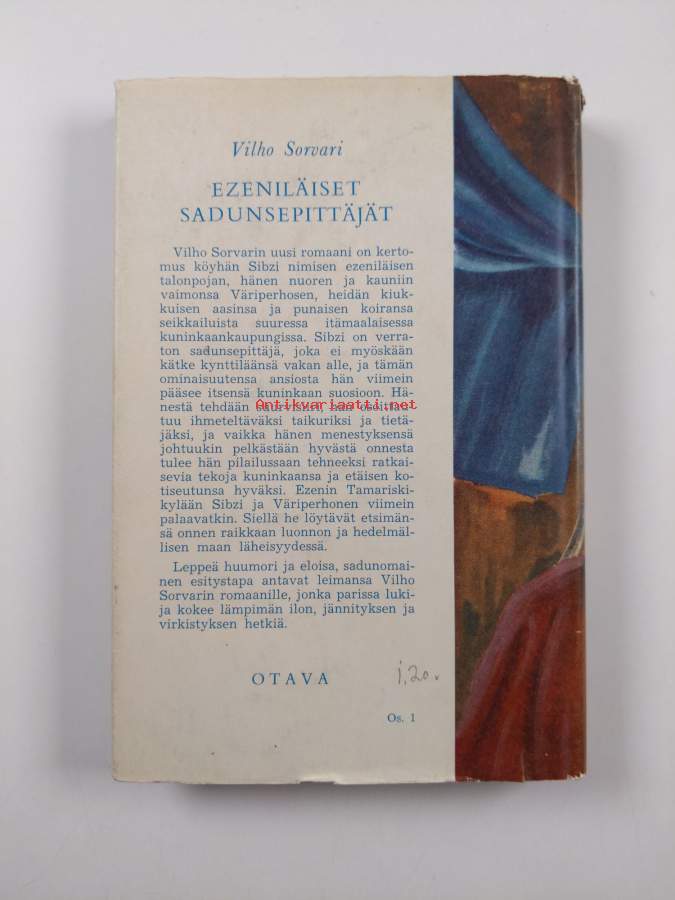 Vilho Sorvari
EZENILÄISET
SADUNSEPITTÄJÄT
Vilho Sorvarin uusi romaani on kerto-
mus köyhän Sibzi nimisen ezeniläisen
talonpojan, hänen nuoren ja kauniin
vaimonsa Väriperhosen, heidän kiuk-
kuisen aasinsa ja punaisen koiransa
seikkailuista suuressa itämaalaisessa
kuninkaankaupungissa. Sibzi on verra-
ton sadunsepittäjä, joka ei myöskään
kätke kynttiläänsä vakan alle, ja tämän
ominaisuutensa ansiosta hän viimein
pääsee itsensä kuninkaan suosioon. Hä-
Antikvariaatti.net
nestä tehdään hän
tuu ihmeteltäväksi taikuriksi ja tietä-
jäksi, ja vaikka hänen menestyksensä
johtuukin pelkästään hyvästä onnesta
tulee hän pilailussaan tehneeksi ratkai-
sevia tekoja kuninkaansa ja etäisen ko-
tiseutunsa hyväksi. Ezenin Tamariski-
kylään Sibzi ja Väriperhonen viimein
palaavatkin. Siellä he löytävät etsimän-
sä onnen raikkaan luonnon ja hedelmäl-
lisen maan läheisyydessä.
Leppeä huumori ja eloisa, sadunomai-
nen esitystapa antavat leimansa Vilho
Sorvarin romaanille, jonka parissa luki-
ja kokee lämpimän ilon, jännityksen ja
virkistyksen hetkiä.
OTAVA
1,20.
Os. 1